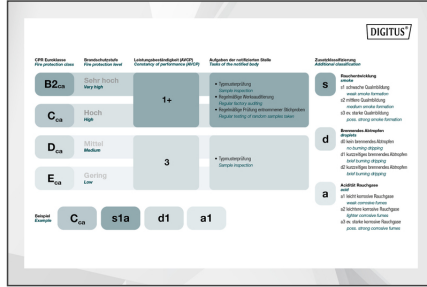 DIGITUS®
CPR Euroklasse
Fire protection class
Brandschutzstufe
Fire protection level
Leistungsbeständigkeit (AVCP)
Constancy of performance (AVCP)
Aufgaben der notifizierten Stelle
Tasks of the notified body
Zusatzklassifizierung
Additional classification
B2ca
Sehr hoch
Very high
1+
• Typenunterprüfung
Sample inspection
• Regelmäßige Werksauditierung
Regular factory auditing
• Regelmäßige Prüfung entnommener Stichproben
Regular testing of random samples taken
Cca
Hoch
High
Dca
Mittel
Medium
3
• Typenunterprüfung
Sample inspection
Eca
Gering
Low
Beispiel
Example
Cca
s1a
d1
a1
s
Rauchentwicklung
smoke
s1 schwache Qualmbildung
weak smoke formation
s2 mittlere Qualmbildung
medium smoke formation
s3 ev. starke Qualmbildung
poss. strong smoke formation
d
Brennendes Abtropfen
droplets
d0 kein brennendes Abtropfen
no burning dripping
d1 kurzzeitiges brennendes Abtropfen
brief burning dripping
d2 kurzzeitiges brennendes Abtropfen
brief burning dripping
a
Acidität Rauchgase
acid
a1 leicht korrosive Rauchgase
weak corrosive fumes
s2 leichtere korrosive Rauchgase
lighter corrosive fumes
s3 ev. starke korrosive Rauchgase
poss. strong corrosive fumes